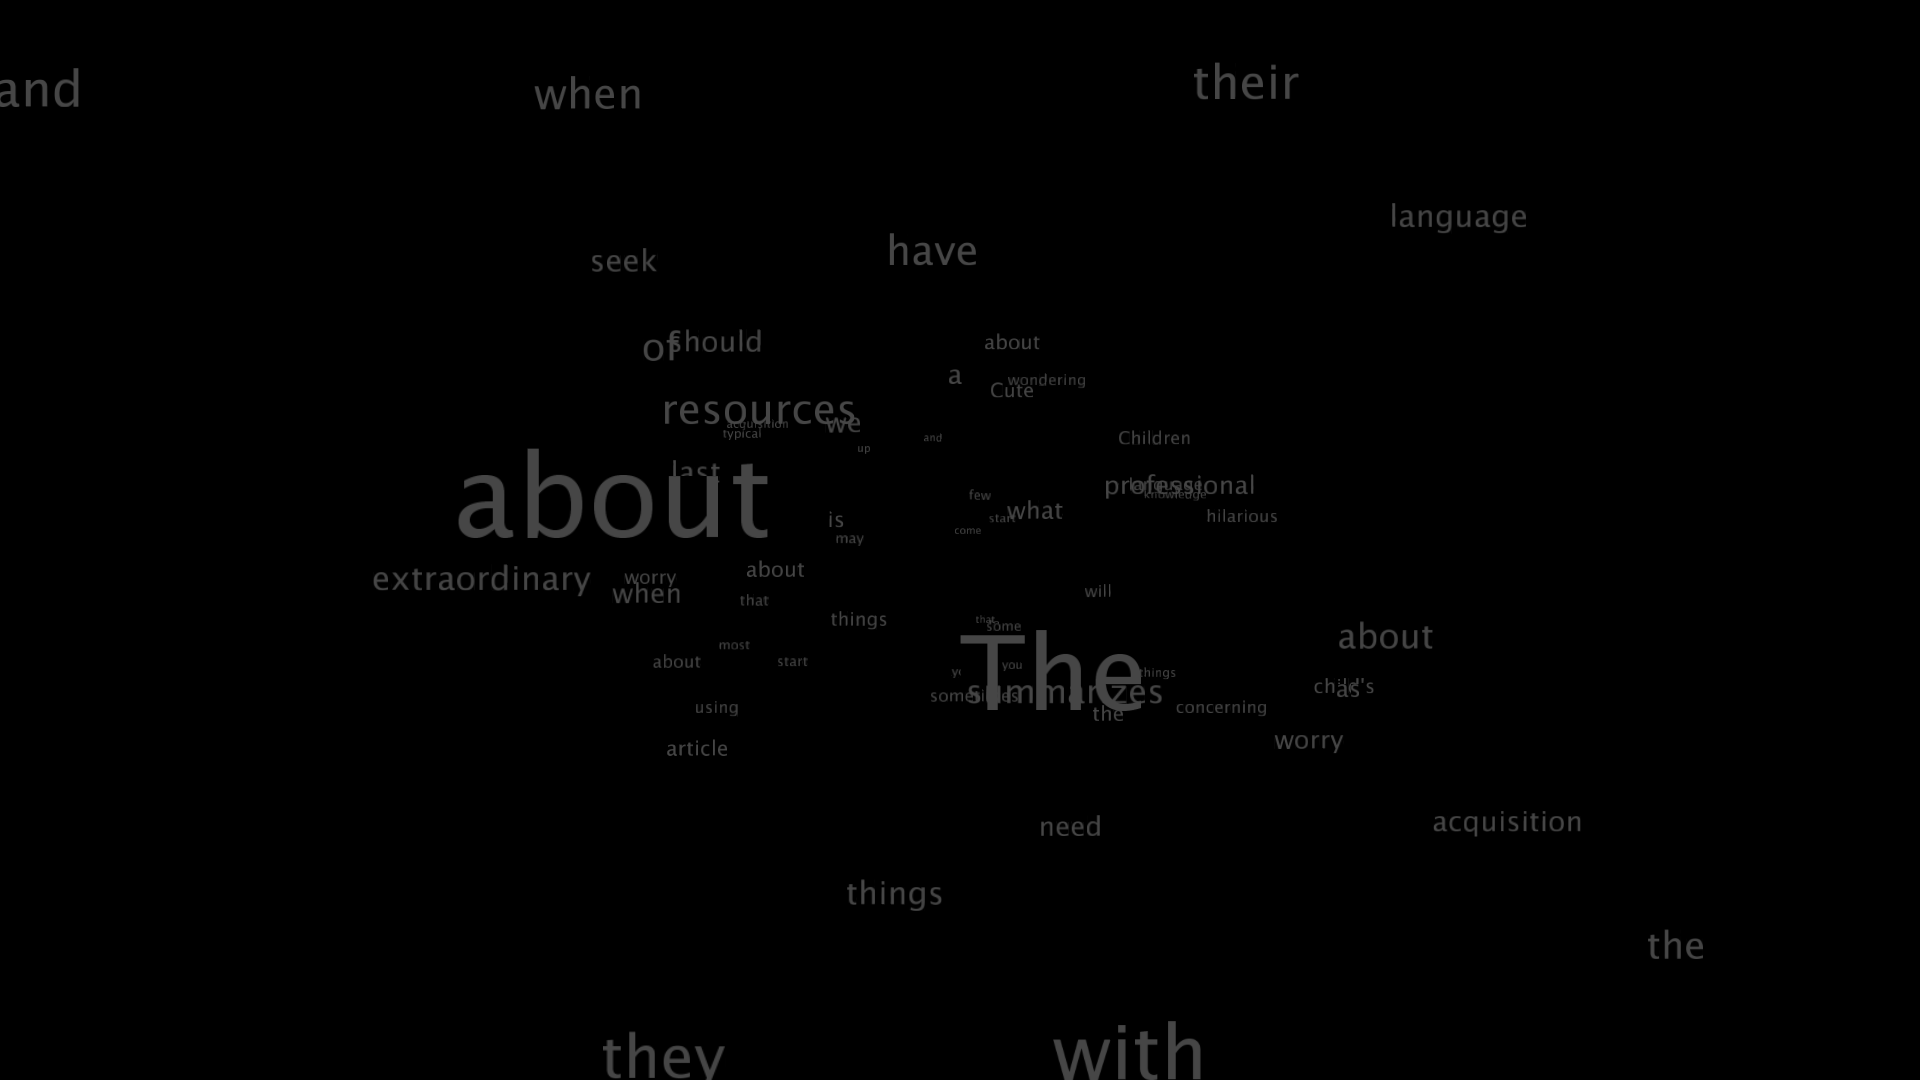 their
and
when
language
have
seek
of
should
about
a
wondering
Cute
resources
acquisition
we
typical
and
Children
up
last
professional
language
knowledge
few
about
what
start
hilarious
is
come
may
about
extraordinary
worry
when
will
that
things
that
some
about
The
most
start
you
things
summarizes
sometimes
child's
as
using
the
concerning
worry
article
need
acquisition
things
the
they
with